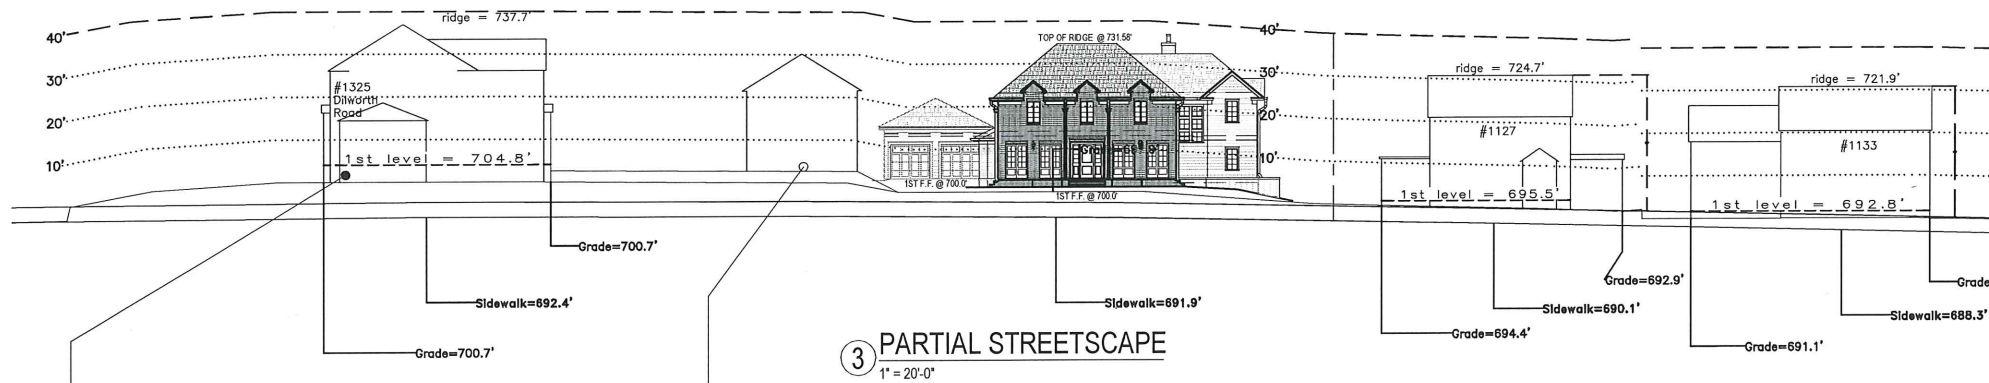 ridge = 737.7'
40'
30'
20'
10'
#1325
Dilworth
Road
1st level = 704.8'
Grade=700.7'
Sidewalk=692.4'
Grade=700.7'
TOP OF RIDGE @ 731.58'
1ST F.F. @ 700.0'
1ST F.F. @ 700.0'
40'
30'
20'
10'
Sidewalk=691.9'
ridge = 724.7'
#1127
1st level = 695.5'
Grade=692.9'
Sidewalk=690.1'
Grade=694.4'
ridge = 721.9'
#1133
1st level = 692.8'
Grade
Sidewalk=688.3'
Grade=691.1'
3 PARTIAL STREETSCAPE
1" = 20'-0"